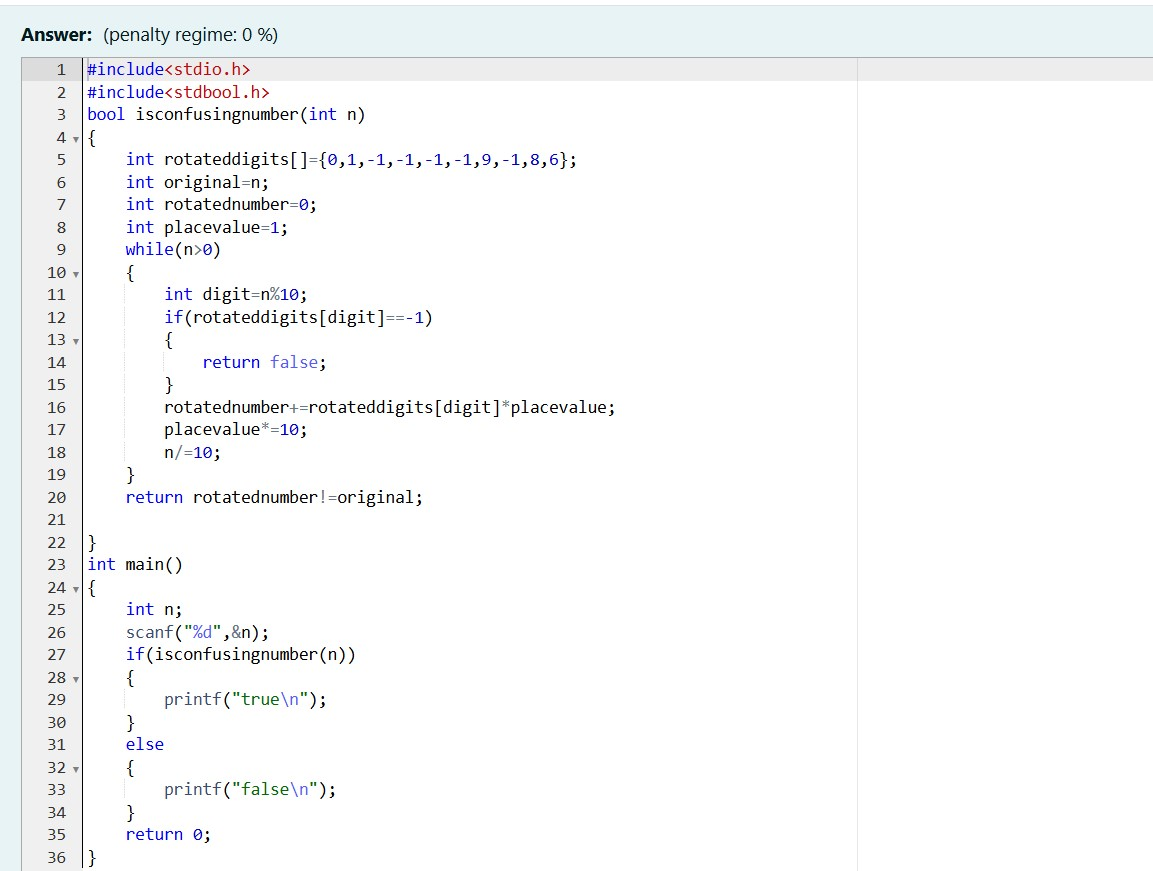 Answer: (penalty regime: 0 %)
1 #include<stdio.h>
2 #include<stdbool.h>
3 bool isconfusingnumber(int n)
4 {
5     int rotateddigits[]={0,1,-1,-1,-1,-1,9,-1,8,6};
6     int original=n;
7     int rotatednumber=0;
8     int placevalue=1;
9     while(n>0)
10     {
11         int digit=n%10;
12         if(rotateddigits[digit]==-1)
13         {
14             return false;
15         }
16         rotatednumber+=rotateddigits[digit]*placevalue;
17         placevalue*=10;
18         n/=10;
19     }
20     return rotatednumber!=original;
21
22 }
23 int main()
24 {
25     int n;
26     scanf("%d",&n);
27     if(isconfusingnumber(n))
28     {
29         printf("true\n");
30     }
31     else
32     {
33         printf("false\n");
34     }
35     return 0;
36 }